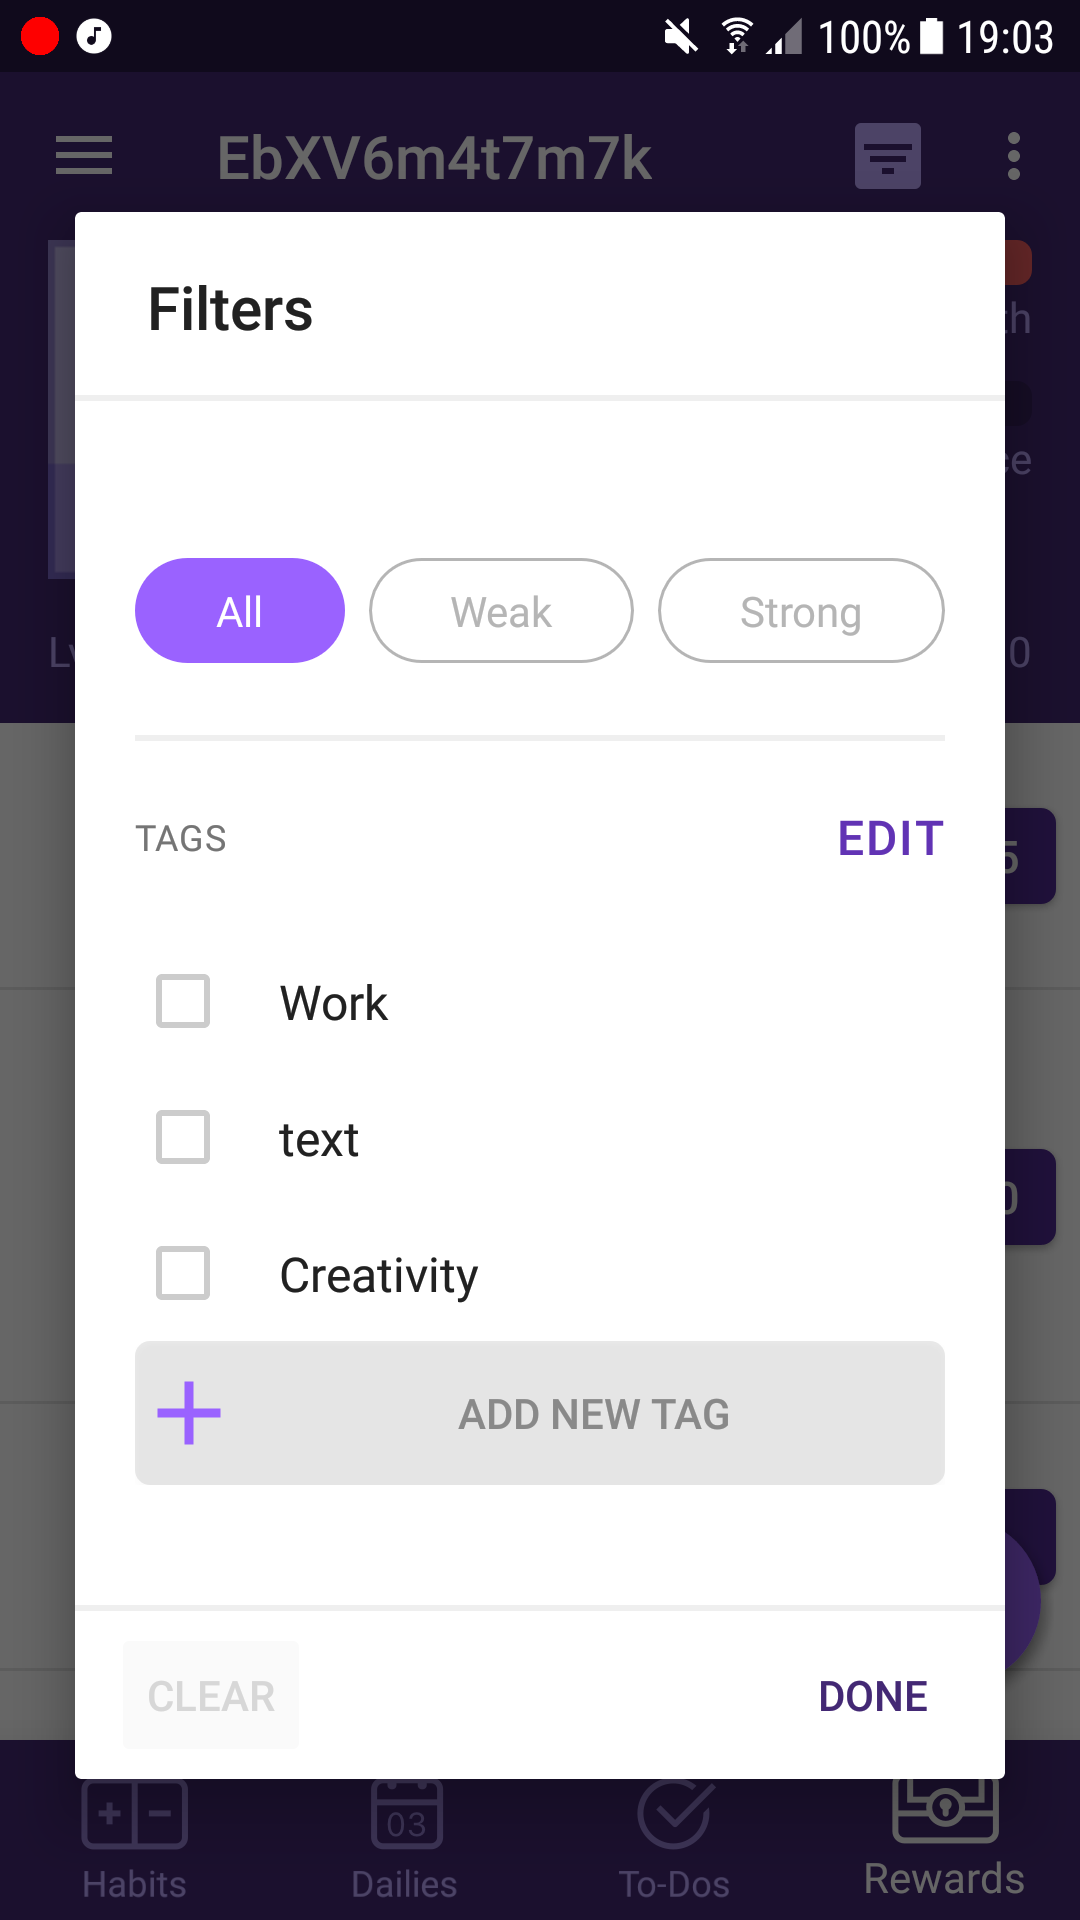 100% 19:03
EbXV6m4t7m7k
Filters
All Weak Strong
TAGS EDIT
Work
text
Creativity
ADD NEW TAG
CLEAR DONE
03
Habits Dailies To-Dos Rewards